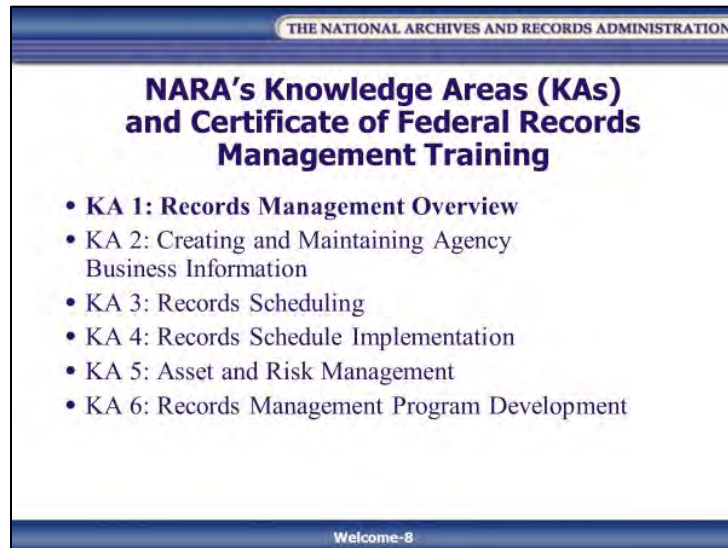 THE NATIONAL ARCHIVES AND RECORDS ADMINISTRATION
NARA's Knowledge Areas (KAs)
and Certificate of Federal Records
Management Training
• KA 1: Records Management Overview
• KA 2: Creating and Maintaining Agency
Business Information
• KA 3: Records Scheduling
• KA 4: Records Schedule Implementation
• KA 5: Asset and Risk Management
• KA 6: Records Management Program Development
Welcome-8